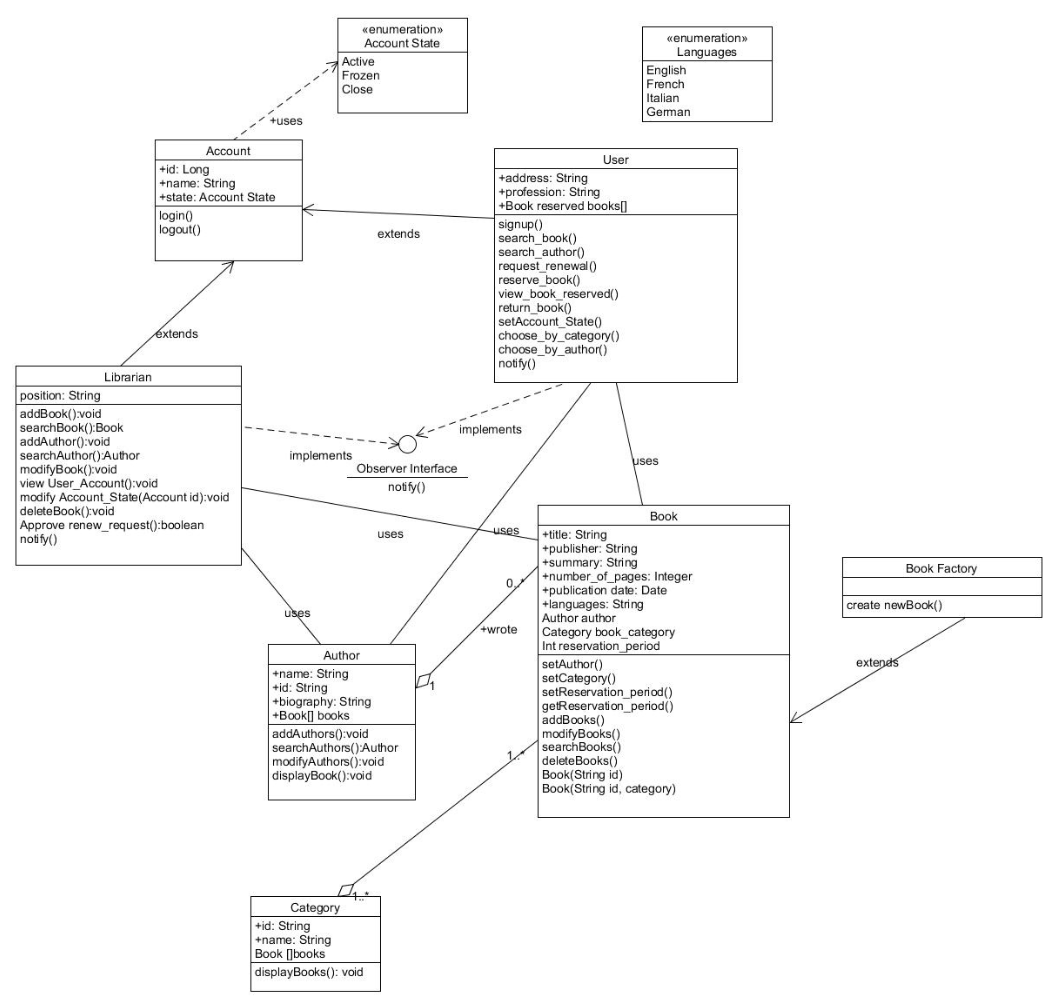 «enumeration»
Account State
Active
Frozen
Close
«enumeration»
Languages
English
French
Italian
German
+uses
Account
+id: Long
+name: String
+state: Account State
login()
logout()
User
+address: String
+profession: String
+Book reserved books[]
signup()
search_book()
search_author()
request_renewal()
reserve_book()
view_book_reserved()
return_book()
setAccount_State()
choose_by_category()
choose_by_author()
notify()
extends
extends
Librarian
position: String
addBook():void
searchBook():Book
addAuthor():void
searchAuthor():Author
modifyBook():void
view User_Account():void
modify Account_State(Account id):void
deleteBook():void
Approve renew_request():boolean
notify()
implements
implements
Observer Interface
notify()
uses
uses
uses
uses
Book
+title: String
+publisher: String
+summary: String
+number_of_pages: Integer
+publication date: Date
+languages: String
Author author
Category book_category
Int reservation_period
setAuthor()
setCategory()
setReservation_period()
getReservation_period()
addBooks()
modifyBooks()
searchBooks()
deleteBooks()
Book(String id)
Book(String id, category)
Book Factory
create newBook()
extends
0..*
+wrote
1
Author
+name: String
+id: String
+biography: String
+Book[] books
addAuthors():void
searchAuthors():Author
modifyAuthors():void
displayBook():void
1..*
1..*
Category
+id: String
+name: String
Book []books
displayBooks(): void